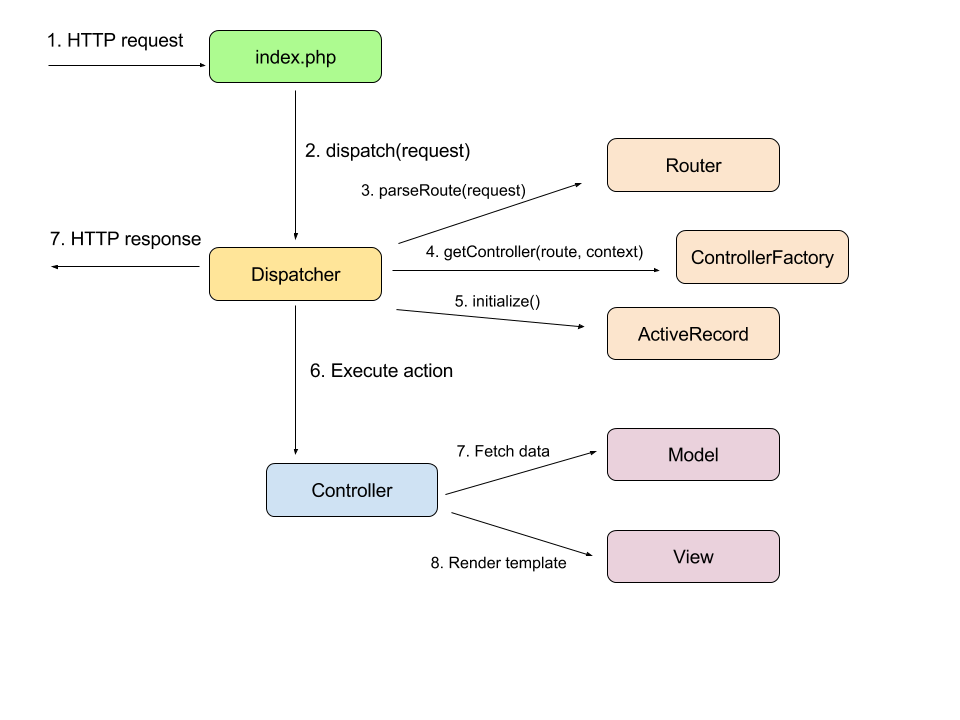 1. HTTP request
index.php
2. dispatch(request)
Router
3. parseRoute(request)
7. HTTP response
4. getController(route, context)
ControllerFactory
Dispatcher
5. initialize()
ActiveRecord
6. Execute action
7. Fetch data
Model
Controller
8. Render template
View